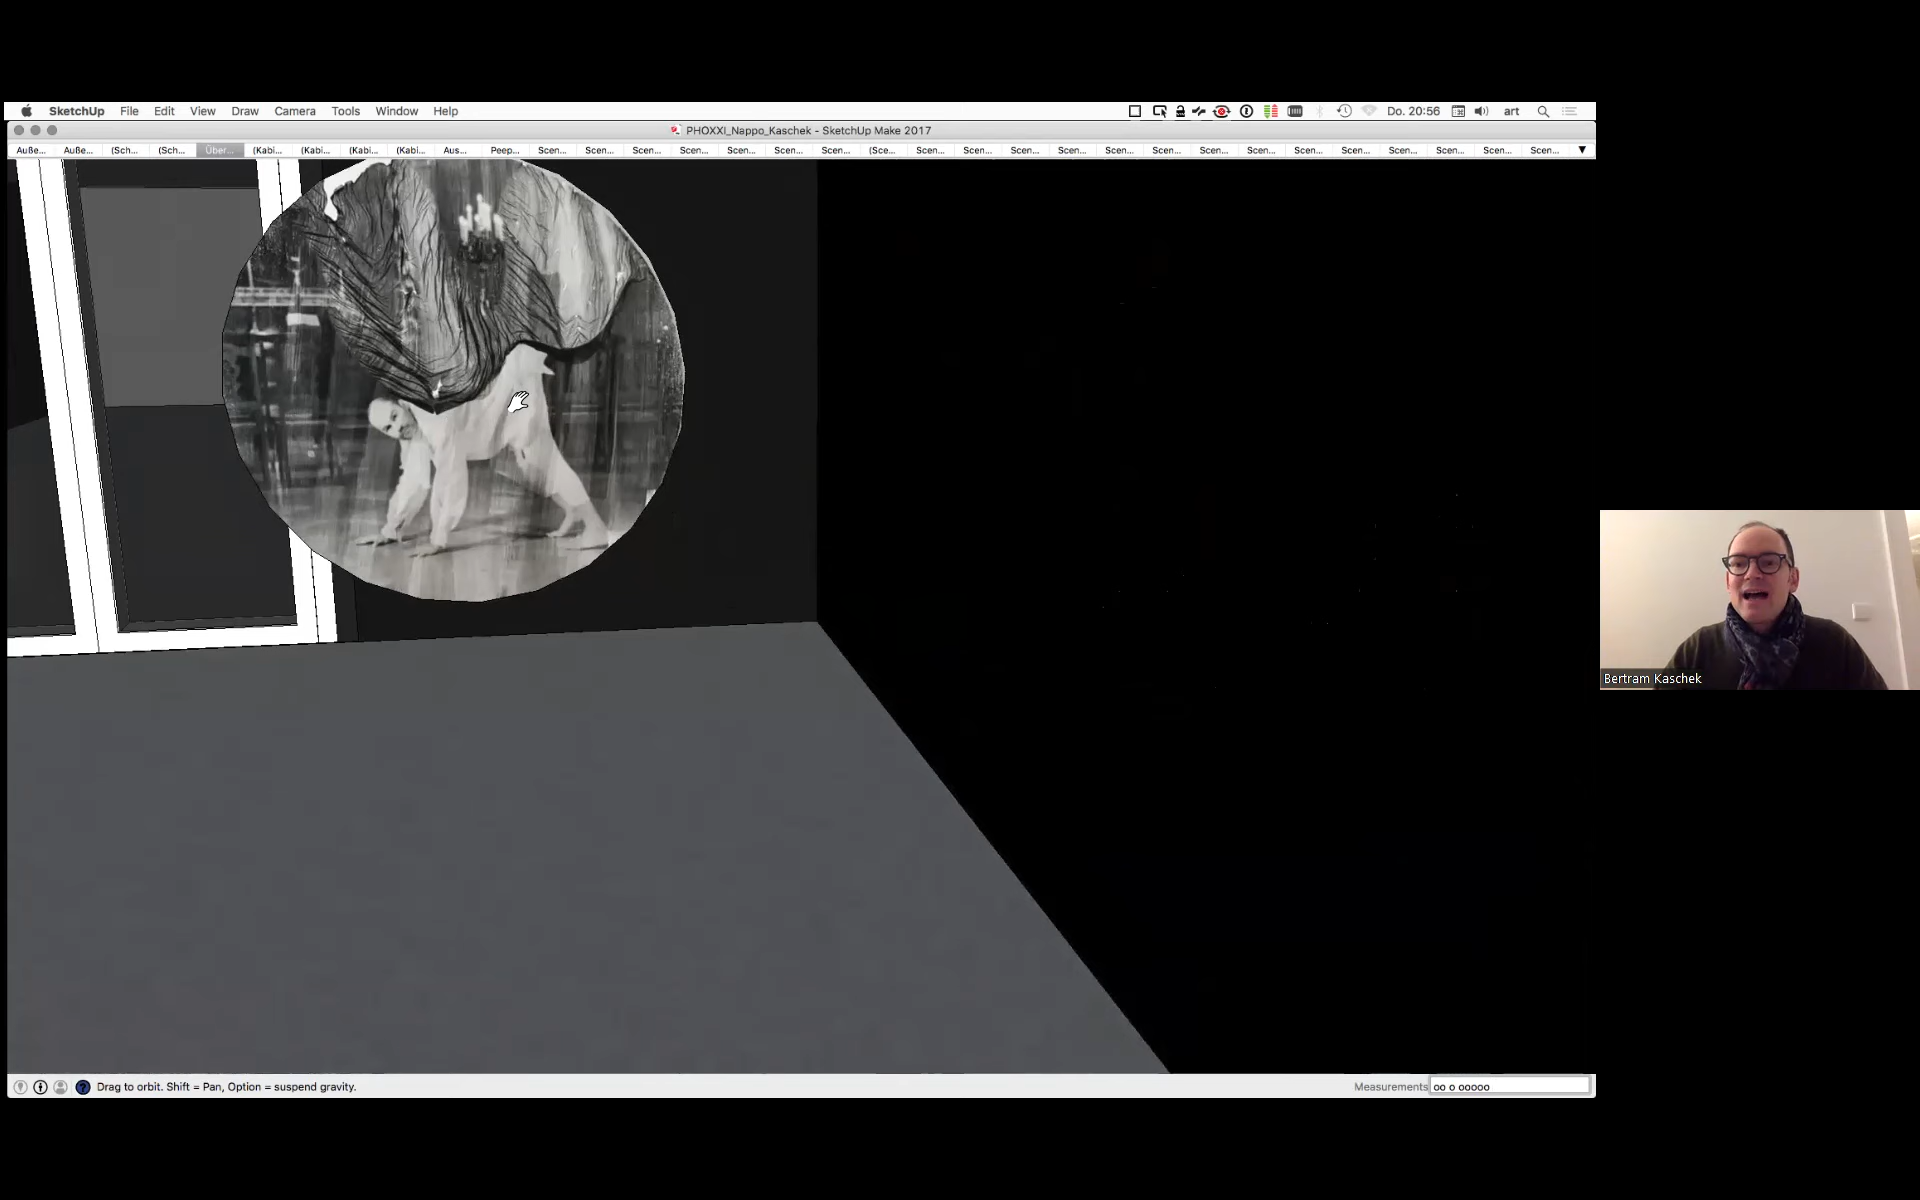 SketchUp File Edit View Draw Camera Tools Window Help Do. 20:56 art
PHOXXI_Nappo_Kaschek - SketchUp Make 2017
Auße... Auße... (Sch... (Sch... Über... (Kabi... (Kabi... (Kabi... (Kabi... Aus... Peep... Scen... Scen... Scen... Scen... Scen... Scen... Scen... (Sce... Scen... Scen... Scen... Scen... Scen... Scen... Scen... Scen... Scen... Scen... Scen... Scen... Scen...
Bertram Kaschek
Drag to orbit. Shift = Pan, Option = suspend gravity. Measurements oo o ooooo